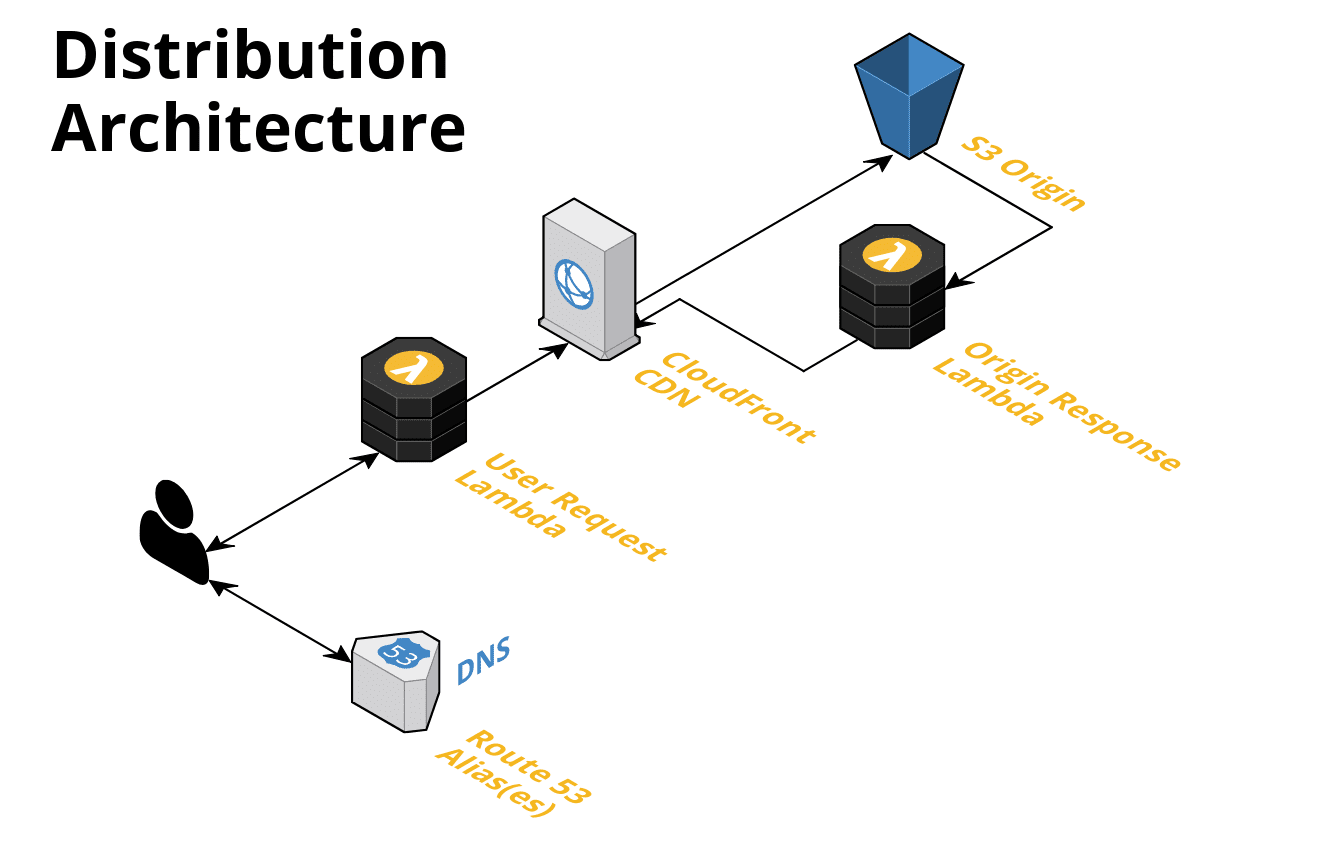 Distribution
Architecture
S3 Origin
Origin Response
Lambda
CloudFront
CDN
User Request
Lambda
53
DNS
Route 53
Alias(es)